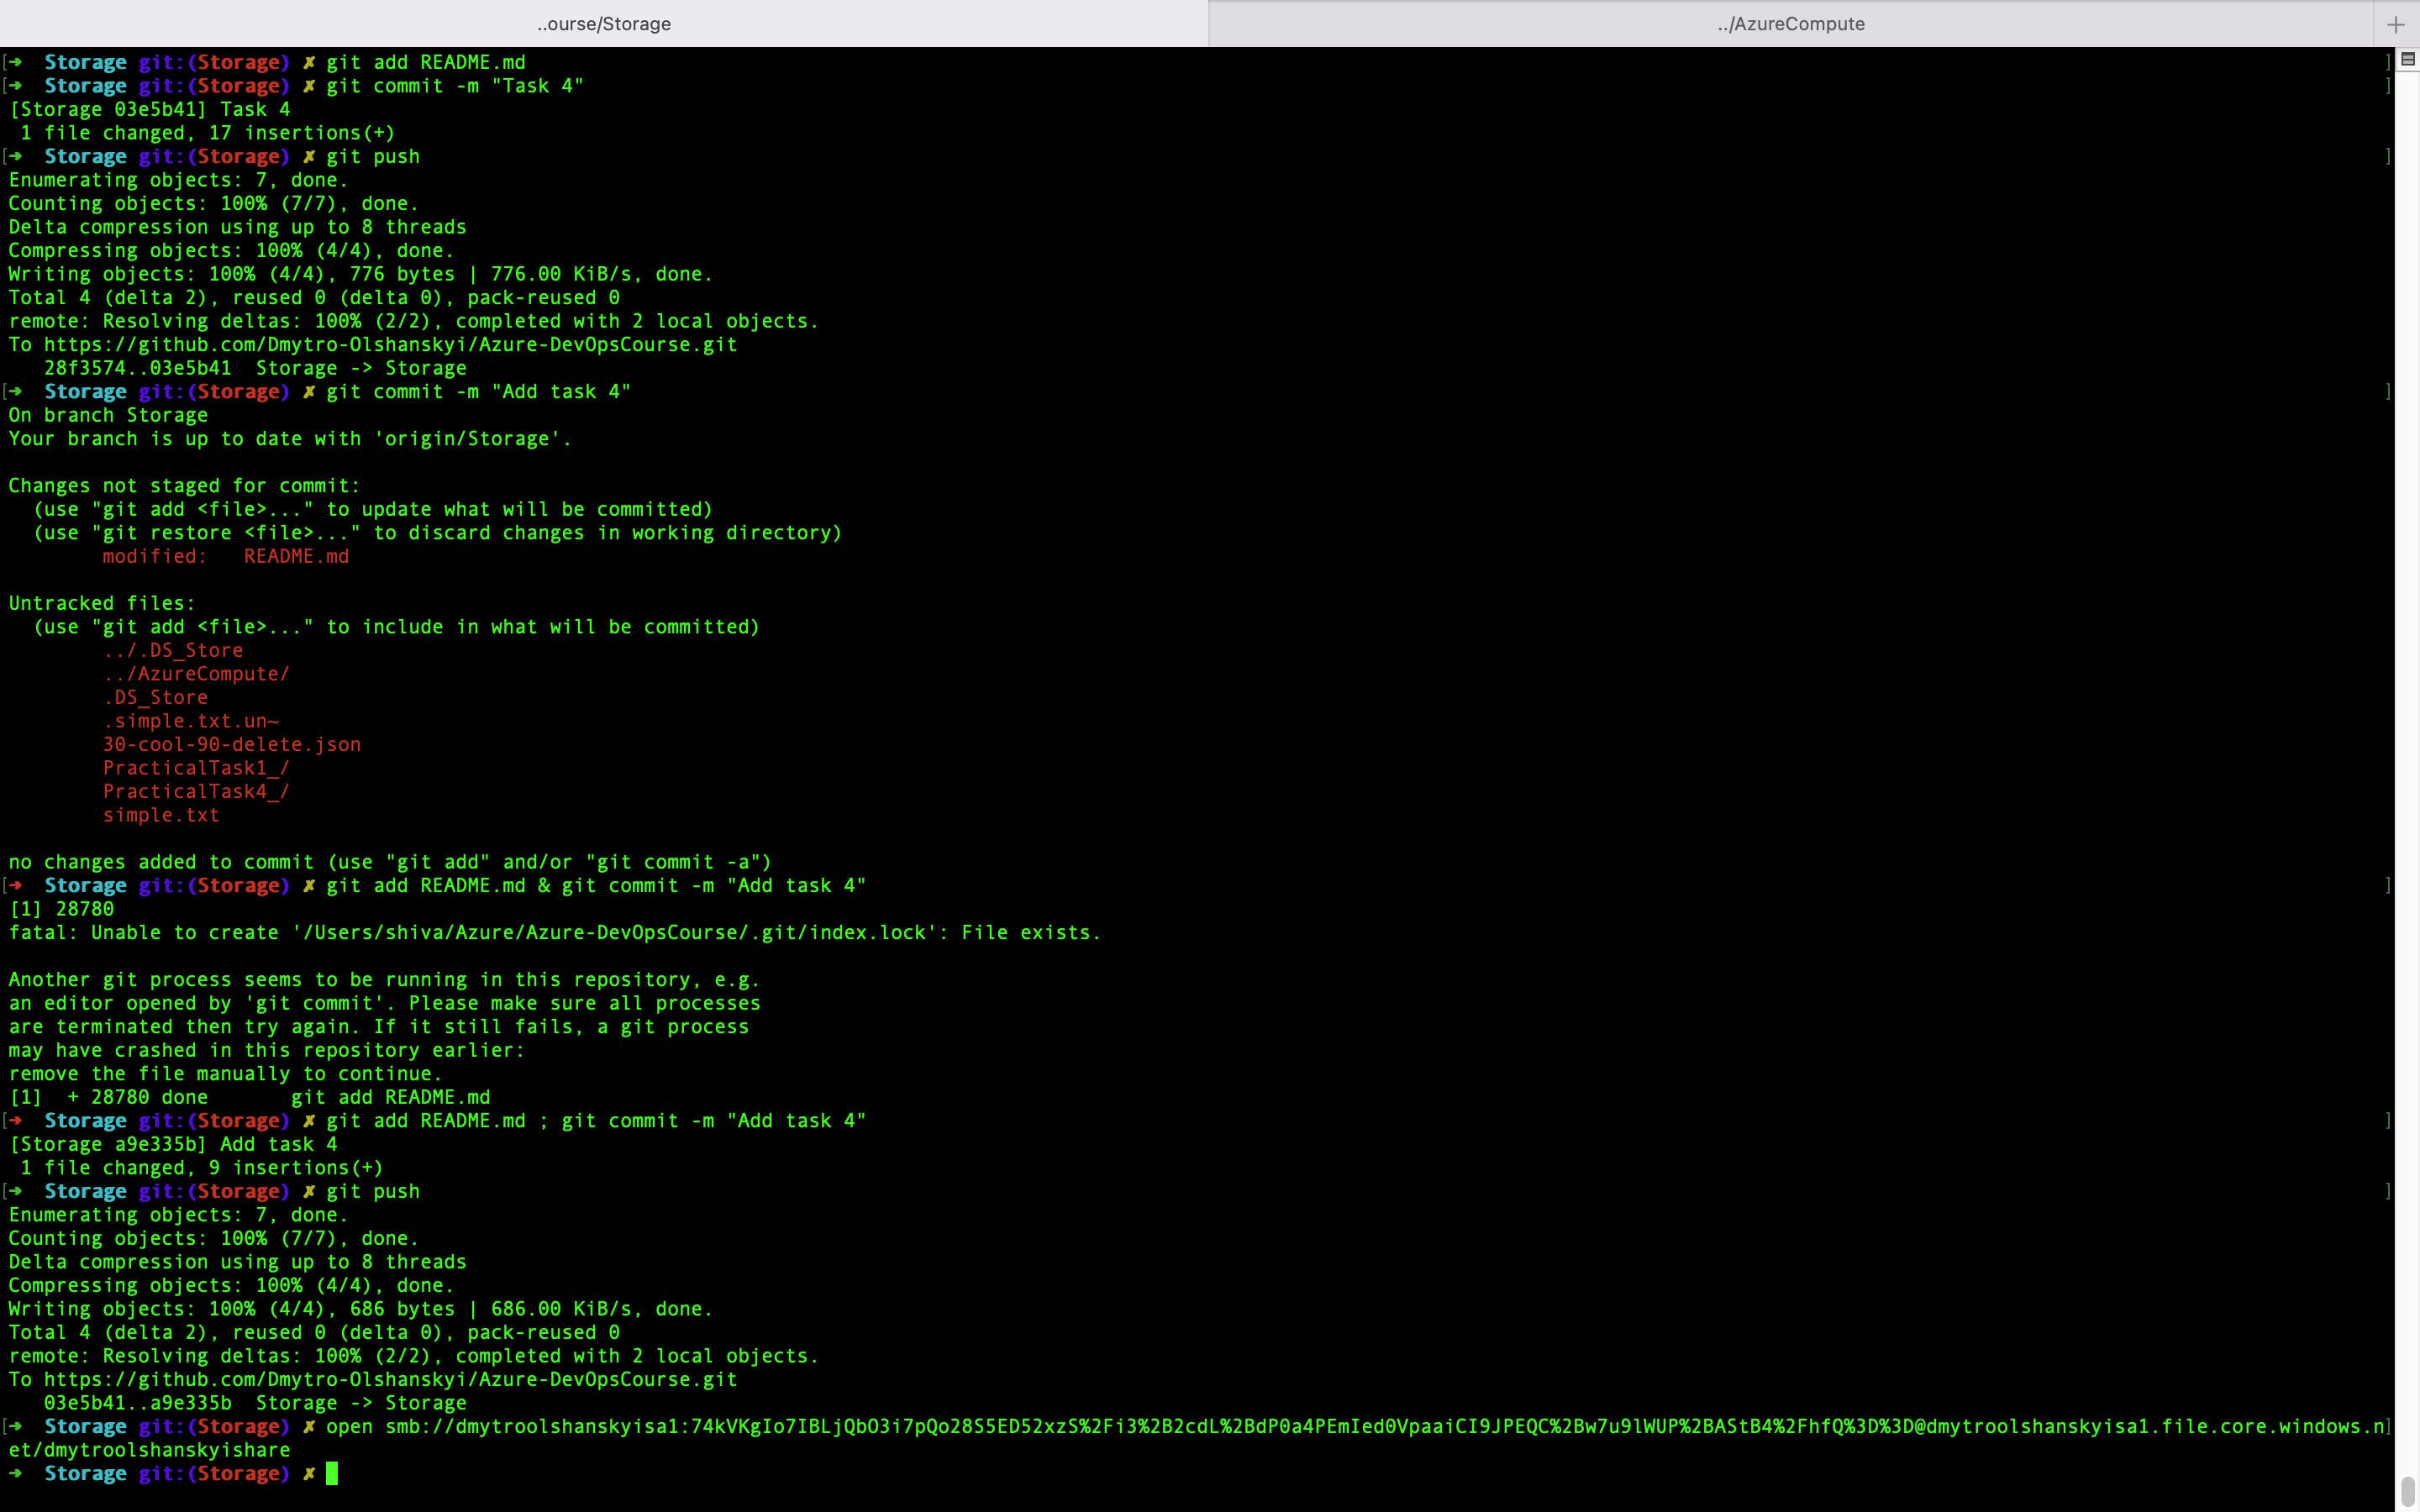 ..ourse/Storage
../AzureCompute
[➜  Storage git:(Storage) ✗ git add README.md ]
[➜  Storage git:(Storage) ✗ git commit -m "Task 4" ]
[Storage 03e5b41] Task 4
 1 file changed, 17 insertions(+)
[➜  Storage git:(Storage) ✗ git push ]
Enumerating objects: 7, done.
Counting objects: 100% (7/7), done.
Delta compression using up to 8 threads
Compressing objects: 100% (4/4), done.
Writing objects: 100% (4/4), 776 bytes | 776.00 KiB/s, done.
Total 4 (delta 2), reused 0 (delta 0), pack-reused 0
remote: Resolving deltas: 100% (2/2), completed with 2 local objects.
To https://github.com/Dmytro-Olshanskyi/Azure-DevOpsCourse.git
   28f3574..03e5b41  Storage -> Storage
[➜  Storage git:(Storage) ✗ git commit -m "Add task 4" ]
On branch Storage
Your branch is up to date with 'origin/Storage'.
Changes not staged for commit:
  (use "git add <file>..." to update what will be committed)
  (use "git restore <file>..." to discard changes in working directory)
        modified:   README.md
Untracked files:
  (use "git add <file>..." to include in what will be committed)
        ../.DS_Store
        ../AzureCompute/
        .DS_Store
        .simple.txt.un~
        30-cool-90-delete.json
        PracticalTask1_/
        PracticalTask4_/
        simple.txt
no changes added to commit (use "git add" and/or "git commit -a")
[➜  Storage git:(Storage) ✗ git add README.md & git commit -m "Add task 4" ]
[1] 28780
fatal: Unable to create '/Users/shiva/Azure/Azure-DevOpsCourse/.git/index.lock': File exists.
Another git process seems to be running in this repository, e.g.
an editor opened by 'git commit'. Please make sure all processes
are terminated then try again. If it still fails, a git process
may have crashed in this repository earlier:
remove the file manually to continue.
[1]  + 28780 done       git add README.md
[➜  Storage git:(Storage) ✗ git add README.md ; git commit -m "Add task 4" ]
[Storage a9e335b] Add task 4
 1 file changed, 9 insertions(+)
[➜  Storage git:(Storage) ✗ git push ]
Enumerating objects: 7, done.
Counting objects: 100% (7/7), done.
Delta compression using up to 8 threads
Compressing objects: 100% (4/4), done.
Writing objects: 100% (4/4), 686 bytes | 686.00 KiB/s, done.
Total 4 (delta 2), reused 0 (delta 0), pack-reused 0
remote: Resolving deltas: 100% (2/2), completed with 2 local objects.
To https://github.com/Dmytro-Olshanskyi/Azure-DevOpsCourse.git
   03e5b41..a9e335b  Storage -> Storage
[➜  Storage git:(Storage) ✗ open smb://dmytroolshanskyisa1:74kVKgIo7IBLjQbO3i7pQo28S5ED52xzS%2Fi3%2B2cdL%2BdP0a4PEmIed0VpaaiCI9JPEQC%2Bw7u9lWUP%2BAStB4%2FhfQ%3D%3D@dmytroolshanskyisa1.file.core.windows.n]
et/dmytroolshanskyishare
➜  Storage git:(Storage) ✗